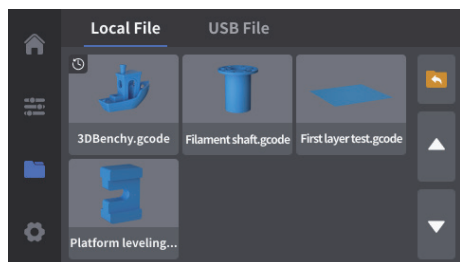 Local File USB File
3DBenchy.gcode Filament shaft.gcode First layer test.gcode
Platform leveling...